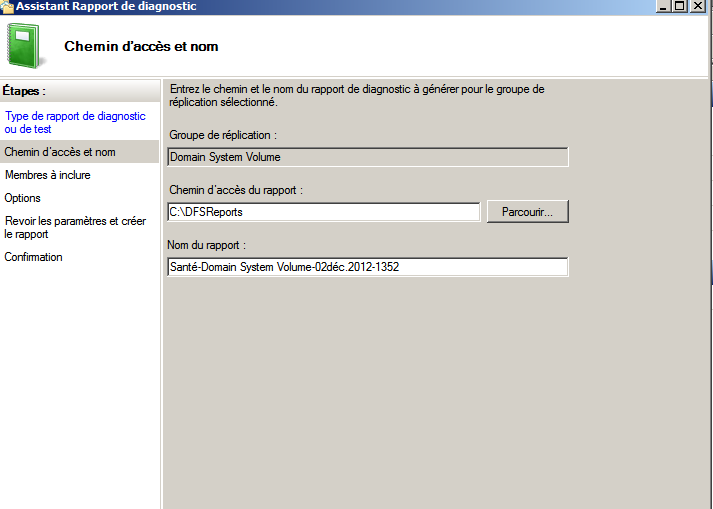 Assistant Rapport de diagnostic
Chemin d'accès et nom
Étapes :
Type de rapport de diagnostic
ou de test
Chemin d'accès et nom
Membres à inclure
Options
Revoir les paramètres et créer
le rapport
Confirmation
Entrez le chemin et le nom du rapport de diagnostic à générer pour le groupe de
réplication sélectionné.
Groupe de réplication :
Domain System Volume
Chemin d'accès du rapport :
C:\DFSReports
Parcourir...
Nom du rapport :
Santé-Domain System Volume-02déc.2012-1352